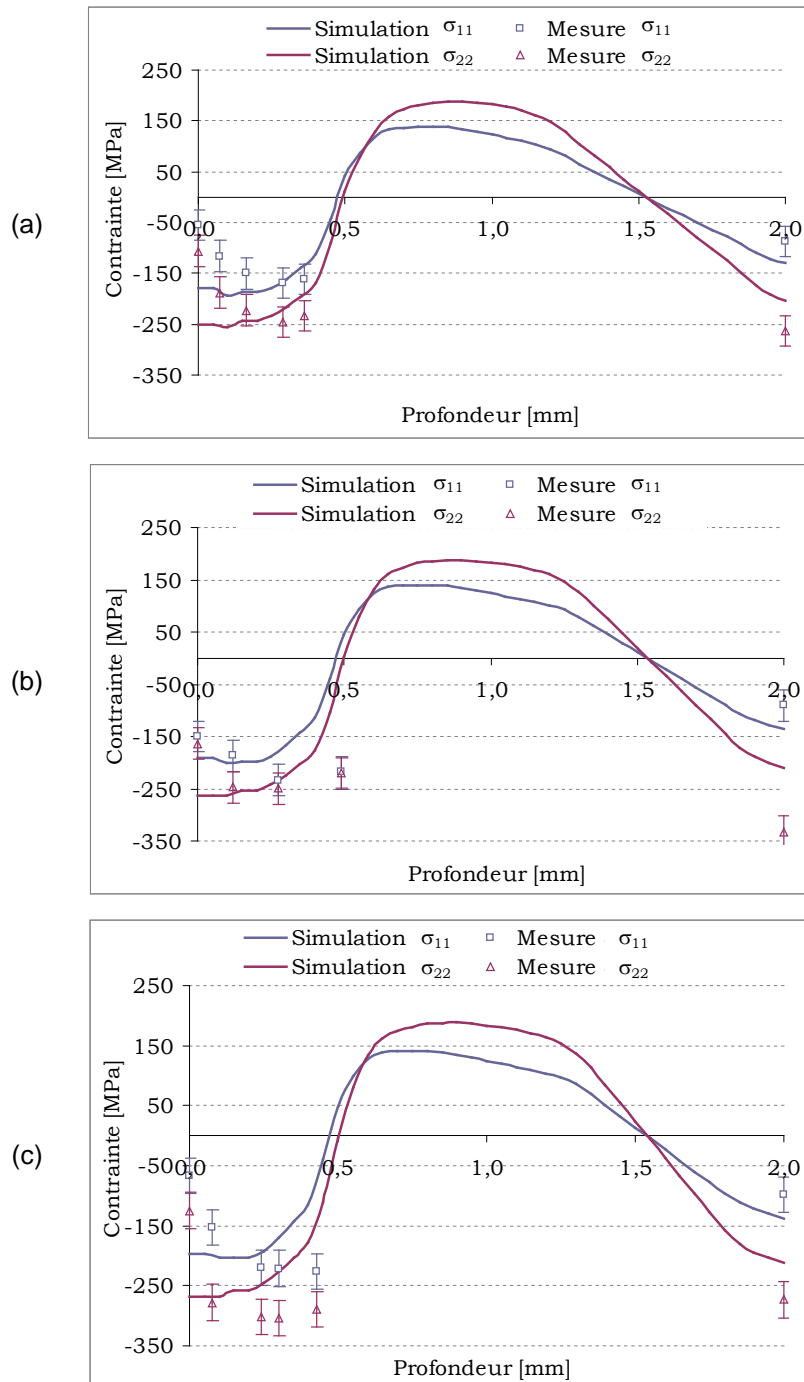 Simulation σ11 Mesure σ11
Simulation σ22 Mesure σ22
250
150
50
-50
-150
-250
-350
0,0 0,5 1,0 1,5 2,0
Contrainte [MPa]
Profondeur [mm]
(a)
Simulation σ11 Mesure σ11
Simulation σ22 Mesure σ22
250
150
50
-50
-150
-250
-350
0,0 0,5 1,0 1,5 2,0
Contrainte [MPa]
Profondeur [mm]
(b)
Simulation σ11 Mesure σ11
Simulation σ22 Mesure σ22
250
150
50
-50
-150
-250
-350
0,0 0,5 1,0 1,5 2,0
Contrainte [MPa]
Profondeur [mm]
(c)